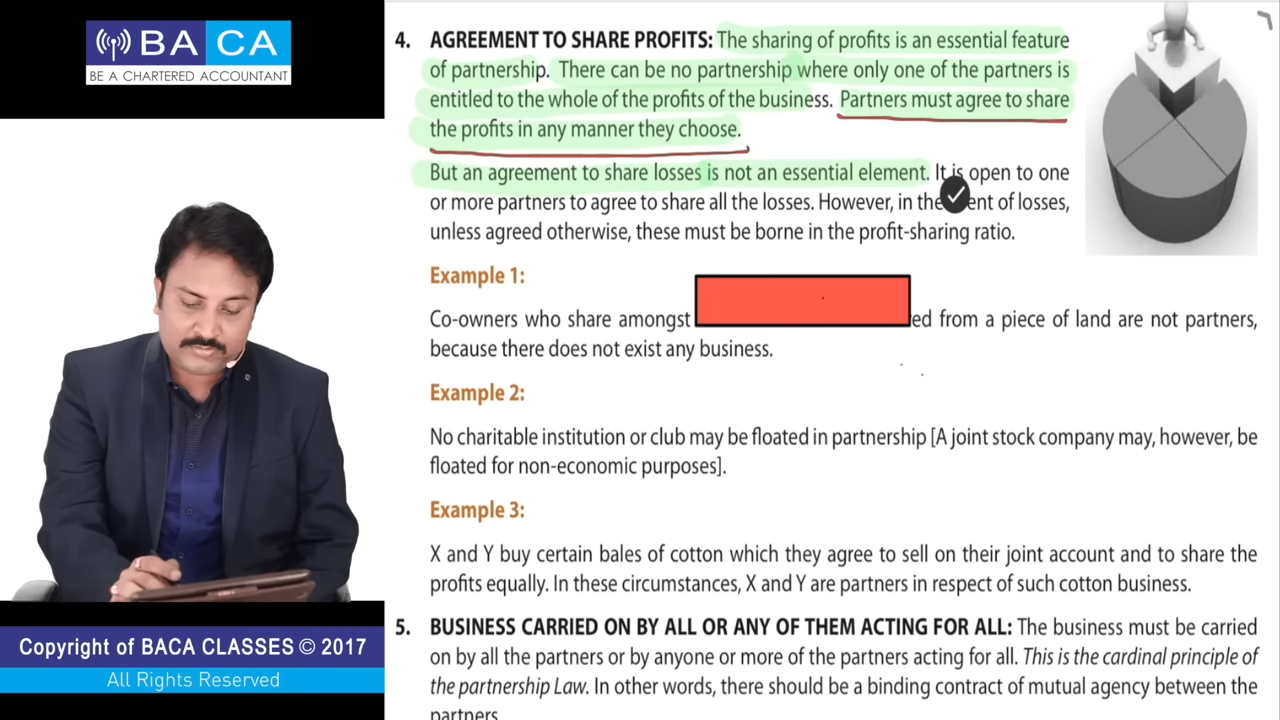 BA CA
BE A CHARTERED ACCOUNTANT
4. AGREEMENT TO SHARE PROFITS: The sharing of profits is an essential feature
of partnership. There can be no partnership where only one of the partners is
entitled to the whole of the profits of the business. Partners must agree to share
the profits in any manner they choose.
But an agreement to share losses is not an essential element. It is open to one
or more partners to agree to share all the losses. However, in the ent of losses,
unless agreed otherwise, these must be borne in the profit-sharing ratio.
Example 1:
Co-owners who share amongst ed from a piece of land are not partners,
because there does not exist any business.
Example 2:
No charitable institution or club may be floated in partnership [A joint stock company may, however, be
floated for non-economic purposes].
Example 3:
X and Y buy certain bales of cotton which they agree to sell on their joint account and to share the
profits equally. In these circumstances, X and Y are partners in respect of such cotton business.
5. BUSINESS CARRIED ON BY ALL OR ANY OF THEM ACTING FOR ALL: The business must be carried
on by all the partners or by anyone or more of the partners acting for all. This is the cardinal principle of
the partnership Law. In other words, there should be a binding contract of mutual agency between the
partners.
Copyright of BACA CLASSES © 2017
All Rights Reserved